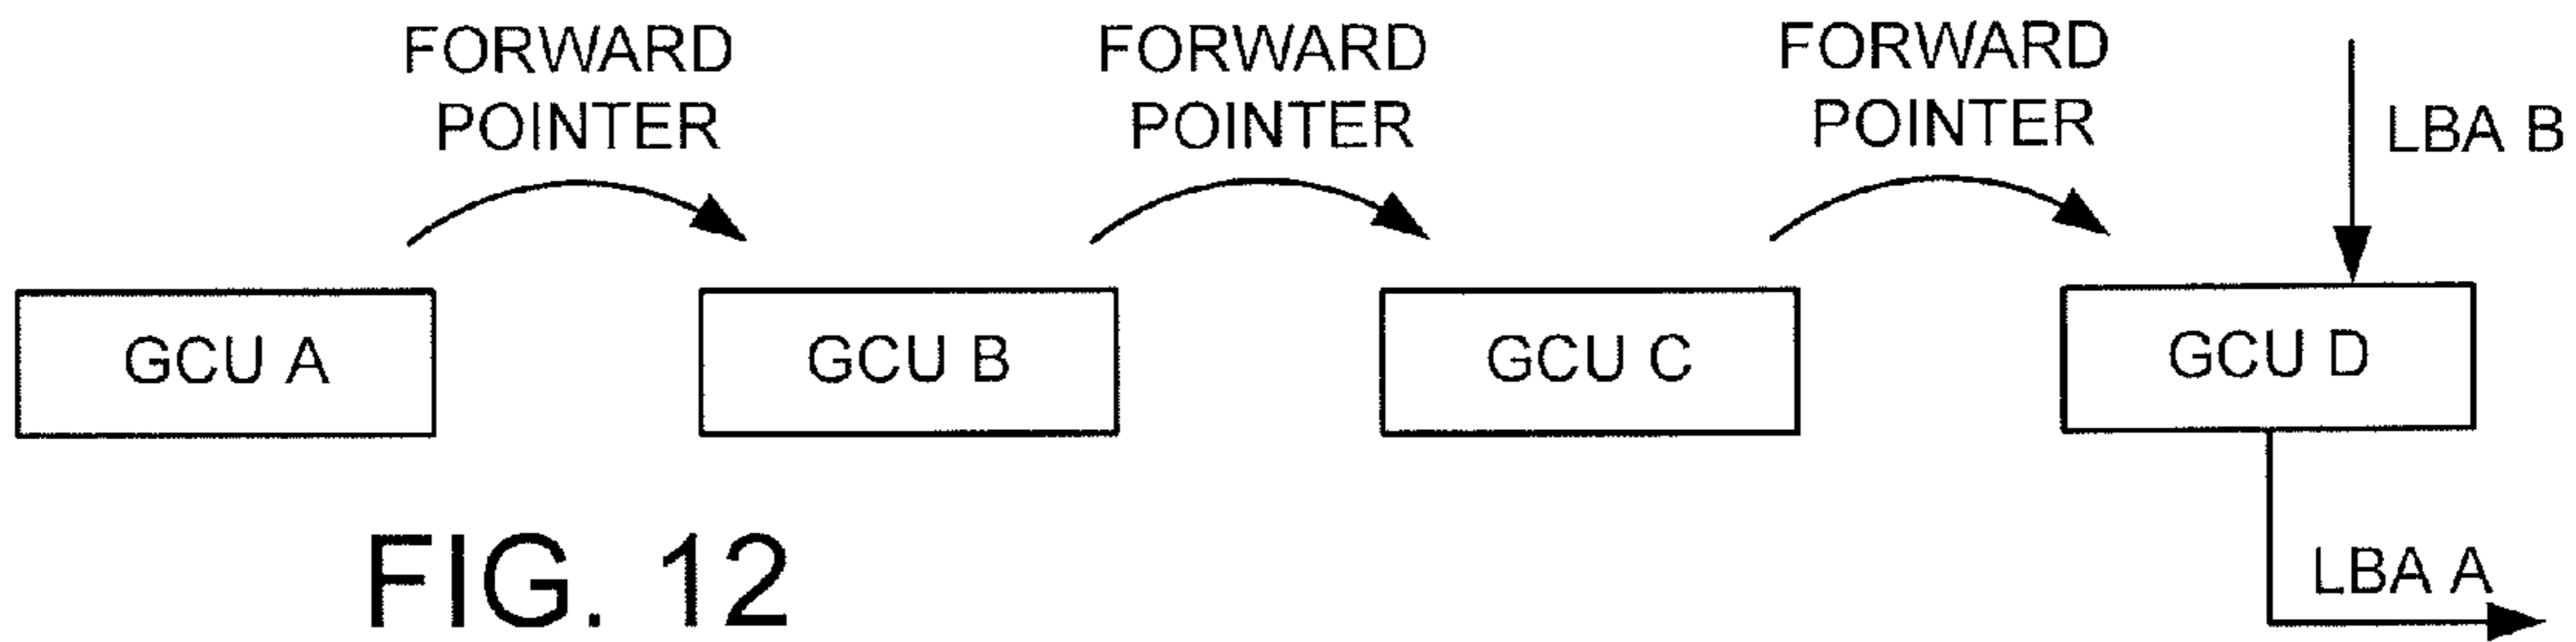 FORWARD
POINTER
FORWARD
POINTER
FORWARD
POINTER
LBA B
GCU A
GCU B
GCU C
GCU D
LBA A
FIG. 12